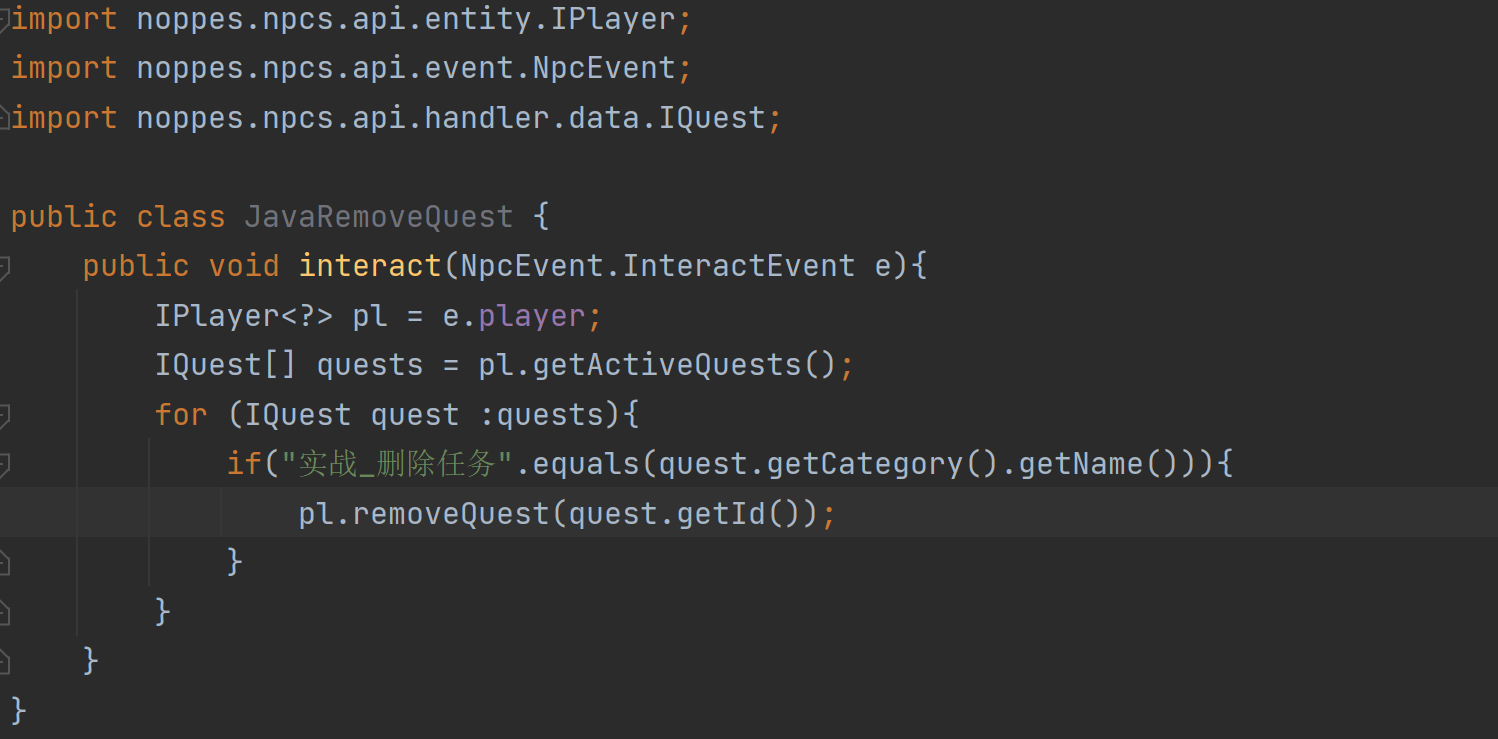 import noppes.npcs.api.entity.IPlayer;
import noppes.npcs.api.event.NpcEvent;
import noppes.npcs.api.handler.data.IQuest;

public class JavaRemoveQuest {
    public void interact(NpcEvent.InteractEvent e){
        IPlayer<?> pl = e.player;
        IQuest[] quests = pl.getActiveQuests();
        for (IQuest quest :quests){
            if("实战_删除任务".equals(quest.getCategory().getName())){
                pl.removeQuest(quest.getId());
            }
        }
    }
}